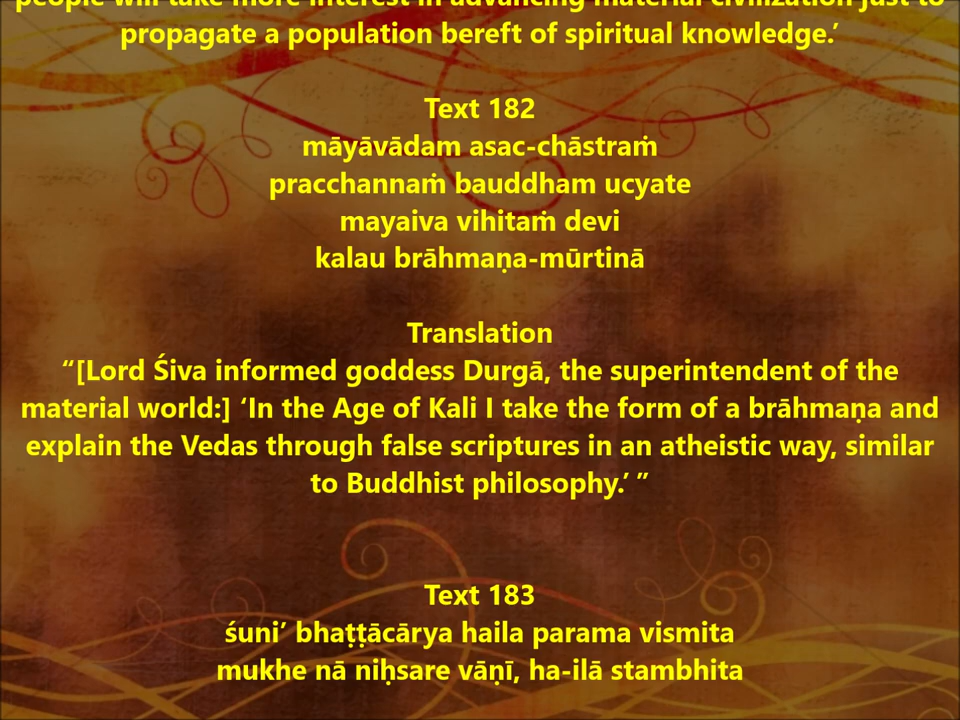 people will take more interest in advancing material civilization just to
propagate a population bereft of spiritual knowledge.’
Text 182
māyāvādam asac-chāstraṁ
pracchannaṁ bauddham ucyate
mayaiva vihitaṁ devi
kalau brāhmaṇa-mūrtinā
Translation
“[Lord Śiva informed goddess Durgā, the superintendent of the
material world:] ‘In the Age of Kali I take the form of a brāhmaṇa and
explain the Vedas through false scriptures in an atheistic way, similar
to Buddhist philosophy.’ ”
Text 183
śuni’ bhaṭṭācārya haila parama vismita
mukhe nā niḥsare vāṇī, ha-ilā stambhita